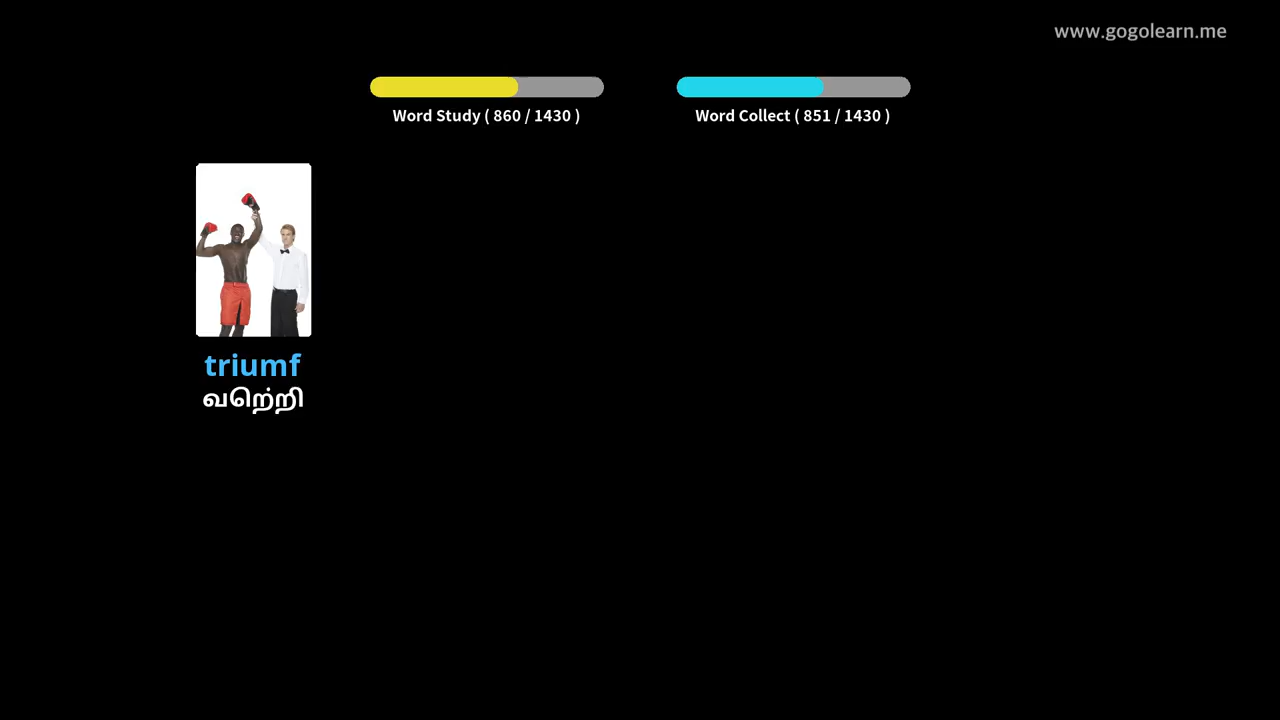 www.gogolearn.me
Word Study ( 860 / 1430 )
Word Collect ( 851 / 1430 )
triumf
வெற்றி